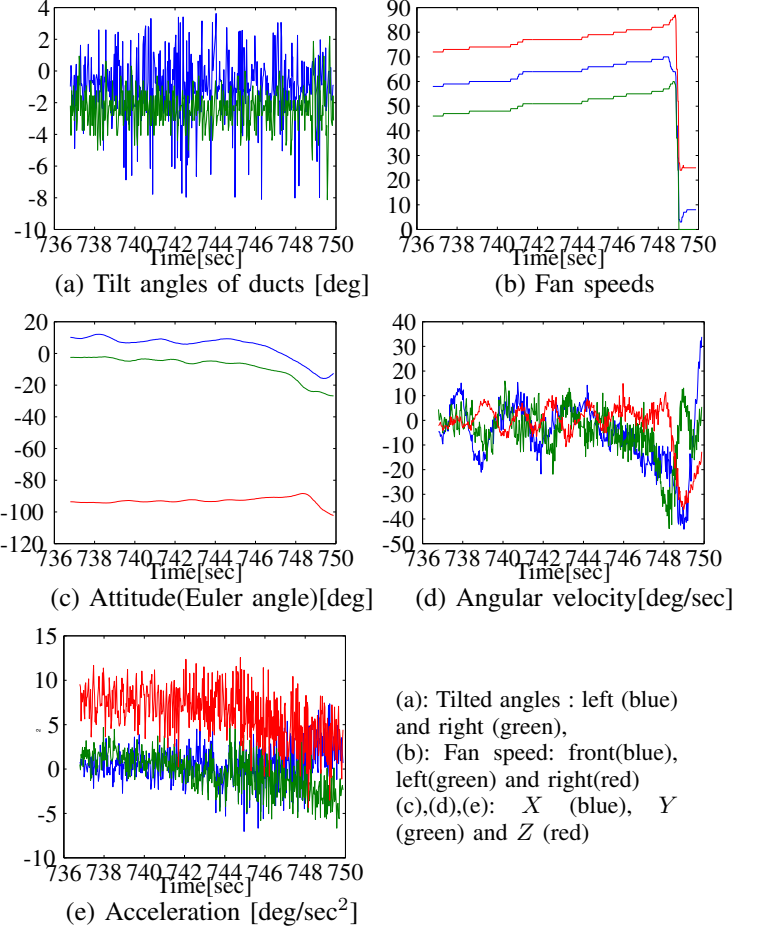 4
2
0
-2
-4
-6
-8
-10
736 738 740 742 744 746 748 750
Time[sec]
(a) Tilt angles of ducts [deg]
90
80
70
60
50
40
30
20
10
0
736 738 740 742 744 746 748 750
Time[sec]
(b) Fan speeds
20
0
-20
-40
-60
-80
-100
-120
736 738 740 742 744 746 748 750
Time[sec]
(c) Attitude(Euler angle)[deg]
40
30
20
10
0
-10
-20
-30
-40
-50
736 738 740 742 744 746 748 750
Time[sec]
(d) Angular velocity[deg/sec]
15
10
5
0
-5
-10
736 738 740 742 744 746 748 750
Time[sec]
(e) Acceleration [deg/sec²]
(a): Tilted angles : left (blue)
and right (green),
(b): Fan speed: front(blue),
left(green) and right(red)
(c),(d),(e): X (blue), Y
(green) and Z (red)